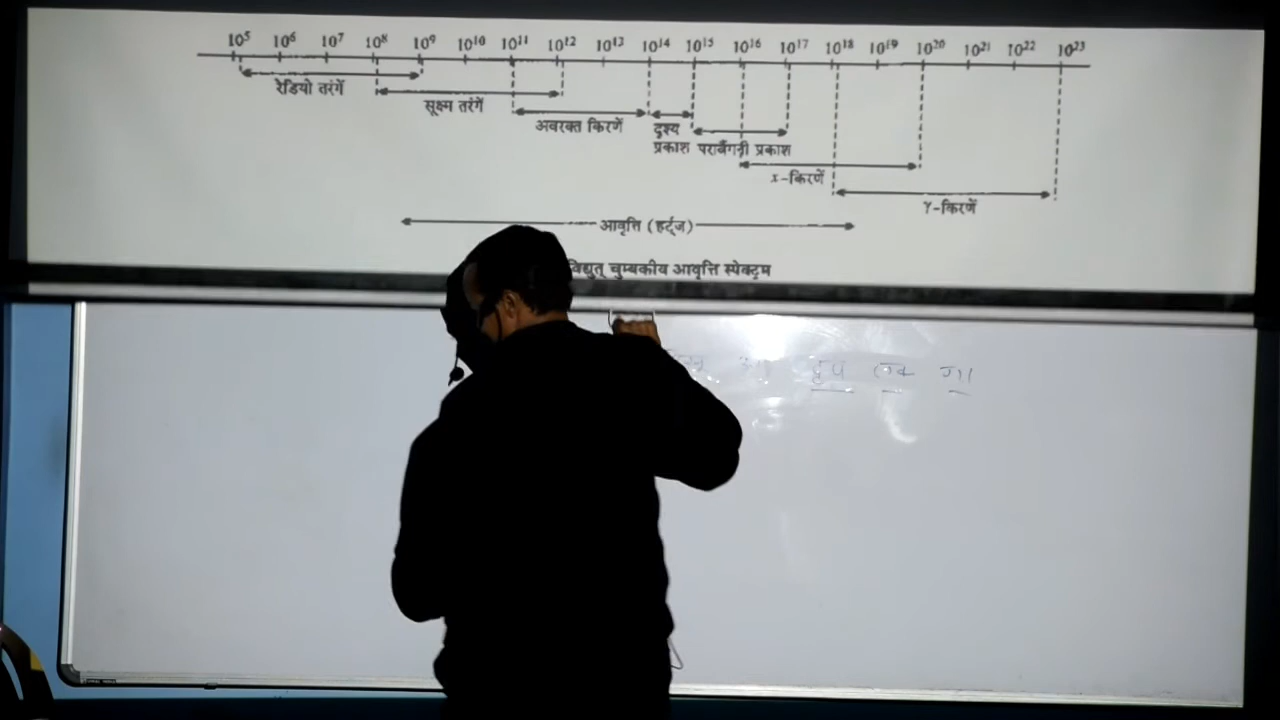 10⁵ 10⁶ 10⁷ 10⁸ 10⁹ 10¹⁰ 10¹¹ 10¹² 10¹³ 10¹⁴ 10¹⁵ 10¹⁶ 10¹⁷ 10¹⁸ 10¹⁹ 10²⁰ 10²¹ 10²² 10²³
रेडियो तरंगें
सूक्ष्म तरंगें
अवरक्त किरणें
दृश्य
प्रकाश पराबैंगनी प्रकाश
x-किरणें
γ-किरणें
आवृत्ति (हर्ट्ज)
विद्युत् चुम्बकीय आवृत्ति स्पेक्ट्रम